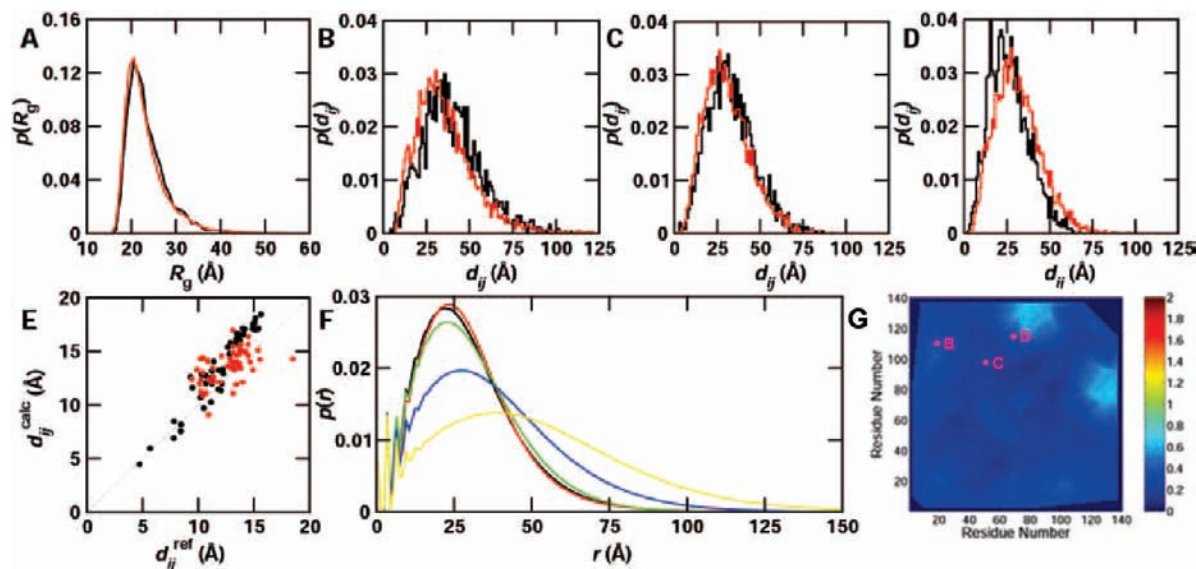 A
0.16
0.12
0.08
0.04
0
p(Rg)
10 20 30 40 50 60
Rg (Å)
B
0.04
0.03
0.02
0.01
0
p(dij)
0 25 50 75 100 125
dij (Å)
C
0.04
0.03
0.02
0.01
0
p(dij)
0 25 50 75 100 125
dij (Å)
D
0.04
0.03
0.02
0.01
0
p(dij)
0 25 50 75 100 125
dij (Å)
E
20
15
10
5
0
dij calc (Å)
0 5 10 15 20
dij ref (Å)
F
0.03
0.02
0.01
0
p(r)
0 25 50 75 100 125 150
r (Å)
G
140
120
100
80
60
40
20
Residue Number
B
D
C
20 40 60 80 100 120 140
Residue Number
2
1.8
1.6
1.4
1.2
1
0.8
0.6
0.4
0.2
0